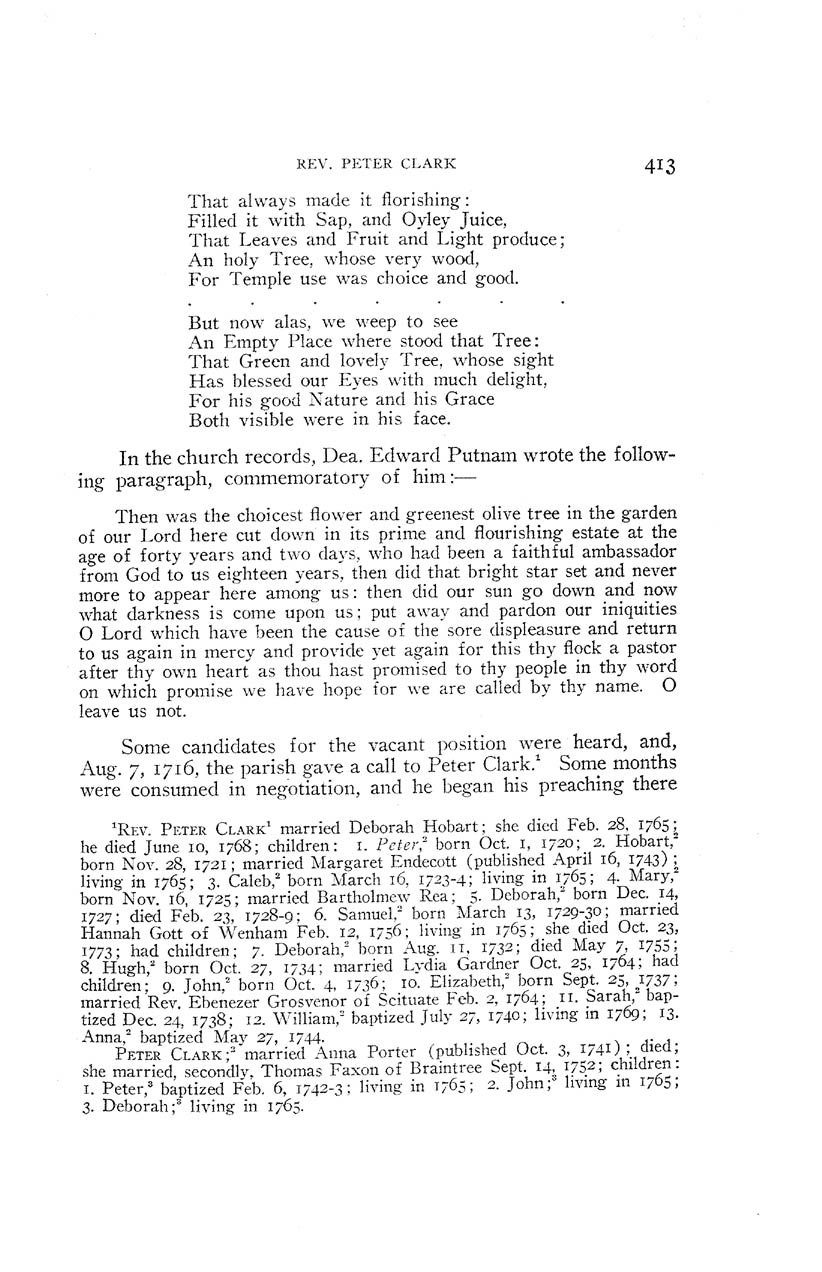 REV. PETER CLARK 413
That always made it florishing:
Filled it with Sap, and Oyley Juice,
That Leaves and Fruit and Light produce;
An holy Tree, whose very wood,
For Temple use was choice and good.
. . . . . . .
But now alas, we weep to see
An Empty Place where stood that Tree:
That Green and lovely Tree, whose sight
Has blessed our Eyes with much delight,
For his good Nature and his Grace
Both visible were in his face.
In the church records, Dea. Edward Putnam wrote the follow-
ing paragraph, commemoratory of him:—
Then was the choicest flower and greenest olive tree in the garden
of our Lord here cut down in its prime and flourishing estate at the
age of forty years and two days, who had been a faithful ambassador
from God to us eighteen years, then did that bright star set and never
more to appear here among us: then did our sun go down and now
what darkness is come upon us; put away and pardon our iniquities
O Lord which have been the cause of the sore displeasure and return
to us again in mercy and provide yet again for this thy flock a pastor
after thy own heart as thou hast promised to thy people in thy word
on which promise we have hope for we are called by thy name. O
leave us not.
Some candidates for the vacant position were heard, and,
Aug. 7, 1716, the parish gave a call to Peter Clark.¹ Some months
were consumed in negotiation, and he began his preaching there
¹REV. PETER CLARK¹ married Deborah Hobart; she died Feb. 28, 1765;
he died June 10, 1768; children: 1. Peter,² born Oct. 1, 1720; 2. Hobart,²
born Nov. 28, 1721; married Margaret Endecott (published April 16, 1743);
living in 1765; 3. Caleb,² born March 16, 1723-4; living in 1765; 4. Mary,²
born Nov. 16, 1725; married Bartholmew Rea; 5. Deborah,² born Dec. 14,
1727; died Feb. 23, 1728-9; 6. Samuel,² born March 13, 1729-30; married
Hannah Gott of Wenham Feb. 12, 1756; living in 1765; she died Oct. 23,
1773; had children; 7. Deborah,² born Aug. 11, 1732; died May 7, 1755;
8. Hugh,² born Oct. 27, 1734; married Lydia Gardner Oct. 25, 1764; had
children; 9. John,² born Oct. 4, 1736; 10. Elizabeth,² born Sept. 25, 1737;
married Rev. Ebenezer Grosvenor of Scituate Feb. 2, 1764; 11. Sarah,² bap-
tized Dec. 24, 1738; 12. William,² baptized July 27, 1740; living in 1769; 13.
Anna,² baptized May 27, 1744.
PETER CLARK;² married Anna Porter (published Oct. 3, 1741); died;
she married, secondly, Thomas Faxon of Braintree Sept. 14, 1752; children:
1. Peter,³ baptized Feb. 6, 1742-3; living in 1765; 2. John;³ living in 1765;
3. Deborah;³ living in 1765.